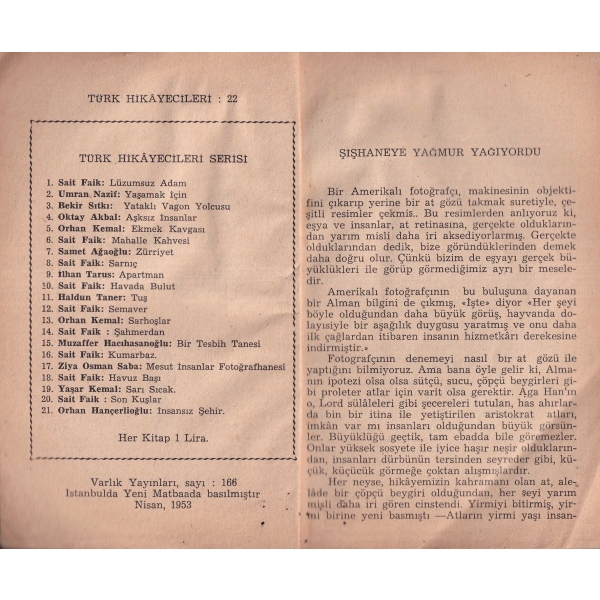 TÜRK HİKÂYECİLERİ : 22
TÜRK HİKÂYECİLERİ SERİSİ
1. Sait Faik: Lüzumsuz Adam
2. Umran Nazif: Yaşamak İçin
3. Bekir Sıtkı: Yataklı Vagon Yolcusu
4. Oktay Akbal: Aşksız İnsanlar
5. Orhan Kemal: Ekmek Kavgası
6. Sait Faik: Mahalle Kahvesi
7. Samet Ağaoğlu: Zürriyet
8. Sait Faik: Sarnıç
9. İlhan Tarus: Apartman
10. Sait Faik: Havada Bulut
11. Haldun Taner: Tuş
12. Sait Faik: Semaver
13. Orhan Kemal: Sarhoşlar
14. Sait Faik : Şahmerdan
15. Muzaffer Hacıhasanoğlu: Bir Tesbih Tanesi
16. Sait Faik: Kumarbaz.
17. Ziya Osman Saba: Mesut İnsanlar Fotoğrafhanesi
18. Sait Faik: Havuz Başı
19. Yaşar Kemal: Sarı Sıcak.
20. Sait Faik : Son Kuşlar
21. Orhan Hançerlioğlu: İnsansız Şehir.
Her Kitap 1 Lira.
Varlık Yayınları, sayı : 166
İstanbulda Yeni Matbaada basılmıştır
Nisan, 1953
ŞİŞHANEYE YAĞMUR YAĞIYORDU
Bir Amerikalı fotoğrafçı, makinesinin objekti-
fini çıkarıp yerine bir at gözü takmak suretiyle, çe-
şitli resimler çekmiş.. Bu resimlerden anlıyoruz ki,
eşya ve insanlar, at retinasına, gerçekte oldukların-
dan yarım misli daha iri aksediyorlarmış. Gerçekte
olduklarından dedik, bize göründüklerinden demek
daha doğru olur. Çünkü bizim de eşyayı gerçek bü-
yüklükleri ile görüp görmediğimiz ayrı bir mesele-
dir.
Amerikalı fotoğrafçının bu buluşuna dayanan
bir Alman bilgini de çıkmış, «İşte» diyor «Her şeyi
böyle olduğundan daha büyük görüş, hayvanda do-
layısiyle bir aşağılık duygusu yaratmış ve onu daha
ilk çağlardan itibaren insanın hizmetkârı derekesine
indirmiştir.»
Fotoğrafçının denemeyi nasıl bir at gözü ile
yaptığını bilmiyoruz. Ama bana öyle gelir ki, Alma-
nın ipotezi olsa olsa sütçü, sucu, çöpçü beygirleri gi-
bi proleter atlar için varit olsa gerektir. Aga Han'ın
o, Lord sülâleleri gibi şecereleri tutulan, has ahırlar-
da bin bir itina ile yetiştirilen aristokrat atları,
imkân var mı insanları olduğundan büyük görsün-
ler. Büyüklüğü geçtik, tam ebadda bile göremezler.
Onlar yüksek sosyete ile iyice haşır neşir oldukların-
dan, insanları dürbünün tersinden seyreder gibi, kü-
çük, küçücük görmeğe çoktan alışmışlardır.
Her neyse, hikâyemizin kahramanı olan at, ale-
lâde bir çöpçü beygiri olduğundan, her şeyi yarım
misli daha iri gören cinstendi. Yirmiyi bitirmiş, yir-
mi birine yeni basmıştı —Atların yirmi yaşı insan-